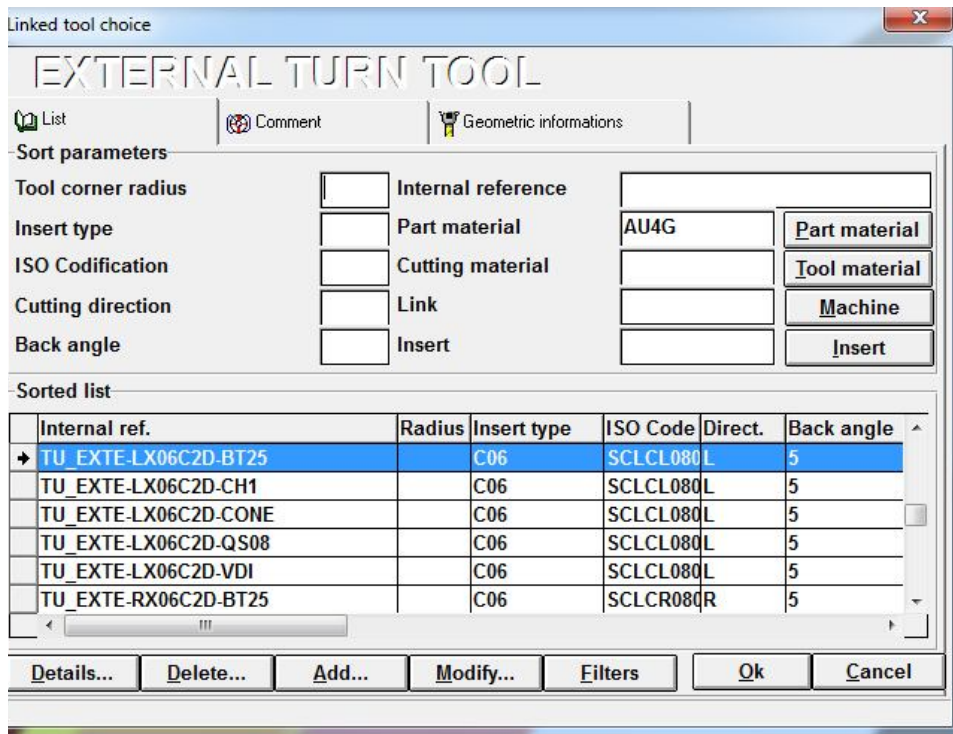 Linked tool choice
EXTERNAL TURN TOOL
List Comment Geometric informations
Sort parameters
Tool corner radius Internal reference
Insert type Part material AU4G Part material
ISO Codification Cutting material Tool material
Cutting direction Link Machine
Back angle Insert Insert
Sorted list
Internal ref. Radius Insert type ISO Code Direct. Back angle
TU_EXTE-LX06C2D-BT25 C06 SCLCL080 L 5
TU_EXTE-LX06C2D-CH1 C06 SCLCL080 L 5
TU_EXTE-LX06C2D-CONE C06 SCLCL080 L 5
TU_EXTE-LX06C2D-QS08 C06 SCLCL080 L 5
TU_EXTE-LX06C2D-VDI C06 SCLCL080 L 5
TU_EXTE-RX06C2D-BT25 C06 SCLCR080 R 5
Details... Delete... Add... Modify... Filters Ok Cancel